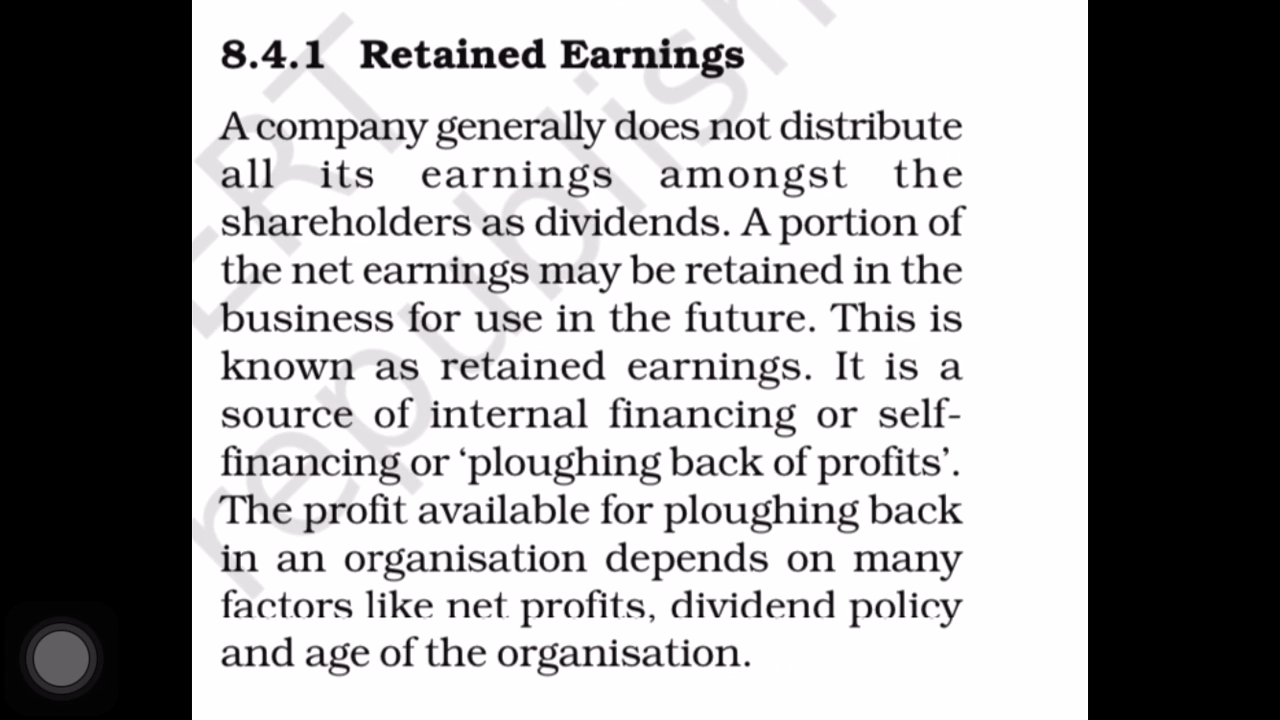 8.4.1 Retained Earnings
A company generally does not distribute
all its earnings amongst the
shareholders as dividends. A portion of
the net earnings may be retained in the
business for use in the future. This is
known as retained earnings. It is a
source of internal financing or self-
financing or ‘ploughing back of profits’.
The profit available for ploughing back
in an organisation depends on many
factors like net profits, dividend policy
and age of the organisation.
ERT
republish